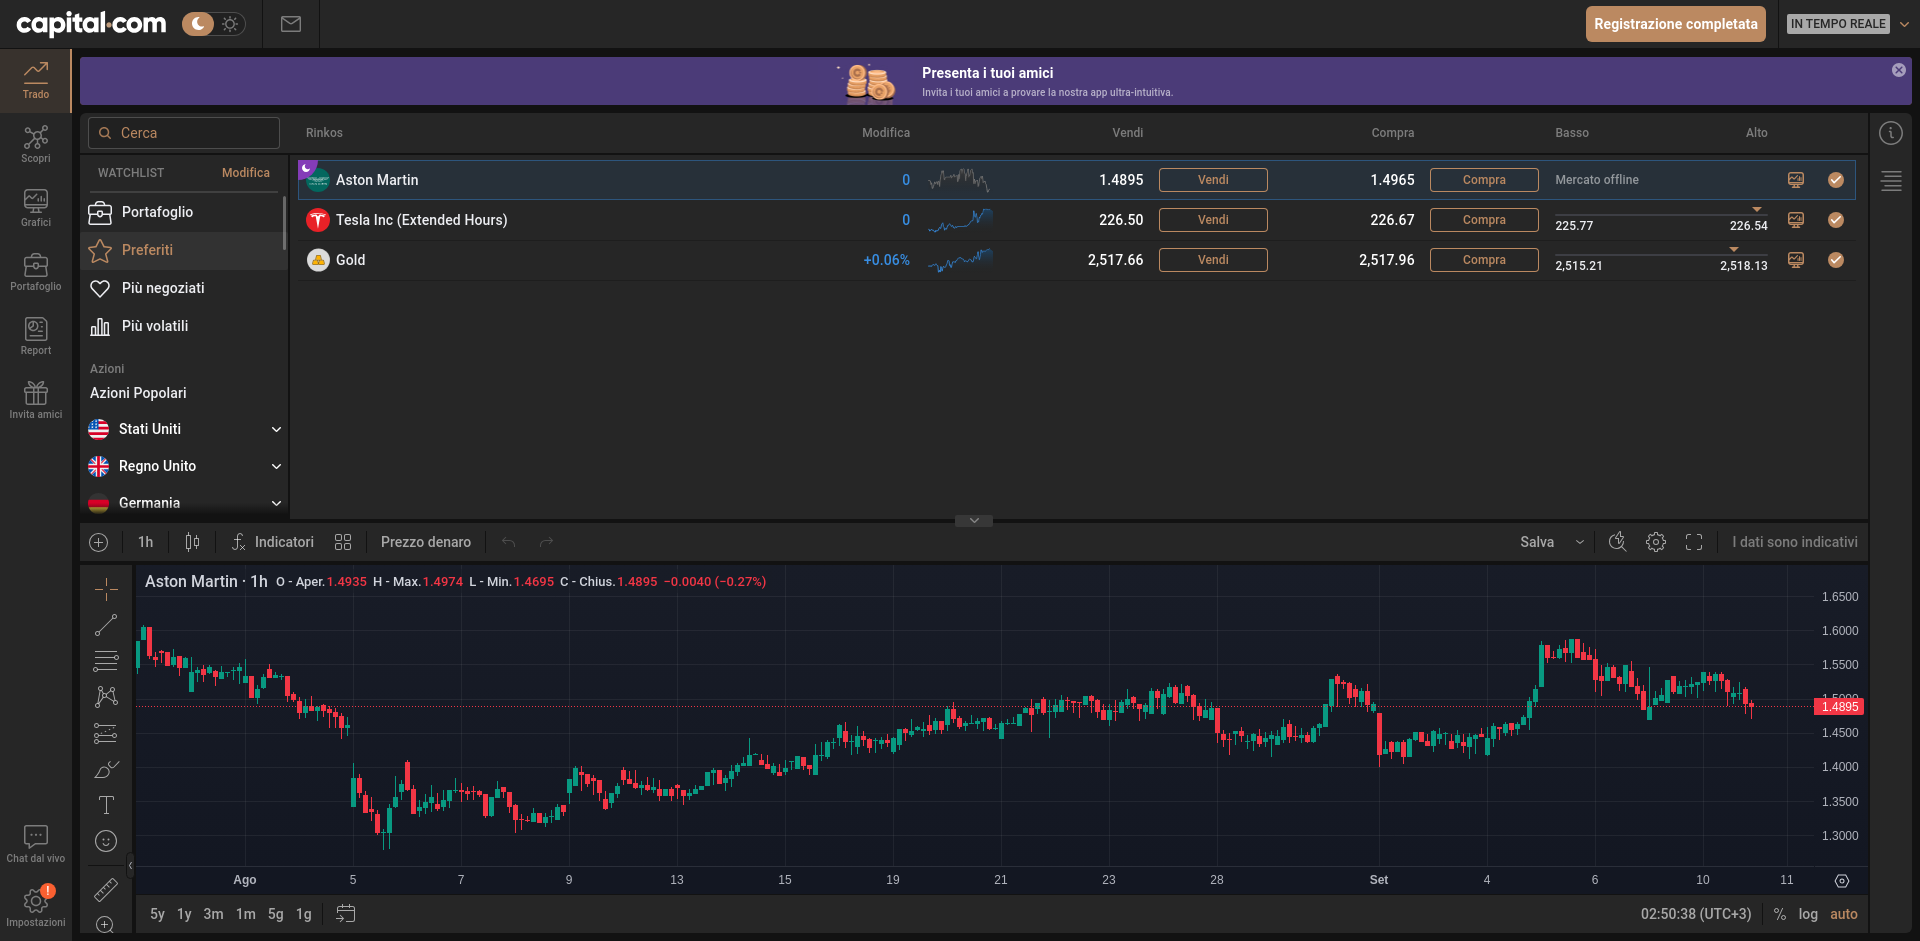 capital.com
Registrazione completata
IN TEMPO REALE
Trado
Scopri
Grafici
Portafoglio
Report
Invita amici
Chat dal vivo
!
Impostazioni
Presenta i tuoi amici
Invita i tuoi amici a provare la nostra app ultra-intuitiva.
Cerca
WATCHLIST Modifica
Portafoglio
Preferiti
Più negoziati
Più volatili
Azioni
Azioni Popolari
Stati Uniti
Regno Unito
Germania
Rinkos Modifica Vendi Compra Basso Alto
Aston Martin 0 1.4895 Vendi 1.4965 Compra Mercato offline
Tesla Inc (Extended Hours) 0 226.50 Vendi 226.67 Compra 225.77 226.54
Gold +0.06% 2,517.66 Vendi 2,517.96 Compra 2,515.21 2,518.13
1h Indicatori Prezzo denaro Salva I dati sono indicativi
Aston Martin · 1h O - Aper.1.4935 H - Max.1.4974 L - Min.1.4695 C - Chius.1.4895 −0.0040 (−0.27%)
1.6500
1.6000
1.5500
1.5000
1.4895
1.4500
1.4000
1.3500
1.3000
Ago 5 7 9 13 15 19 21 23 28 Set 4 6 10 11
5y 1y 3m 1m 5g 1g 02:50:38 (UTC+3) % log auto